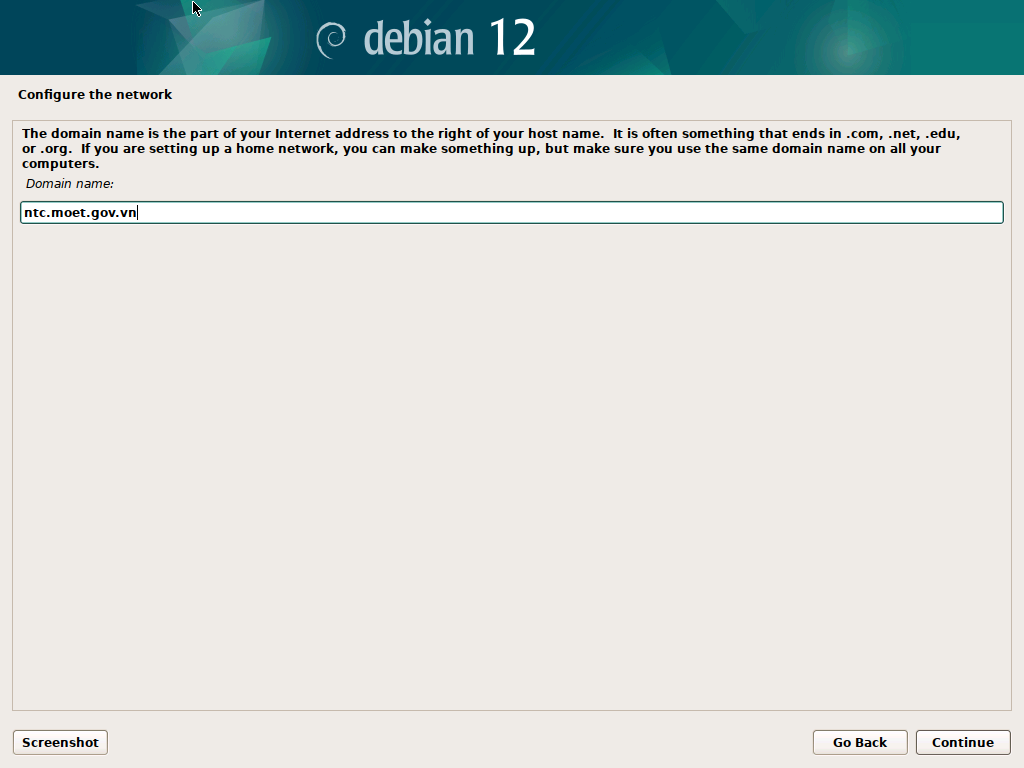 debian 12
Configure the network
The domain name is the part of your Internet address to the right of your host name.  It is often something that ends in .com, .net, .edu,
or .org.  If you are setting up a home network, you can make something up, but make sure you use the same domain name on all your
computers.
Domain name:
ntc.moet.gov.vn
Screenshot
Go Back
Continue